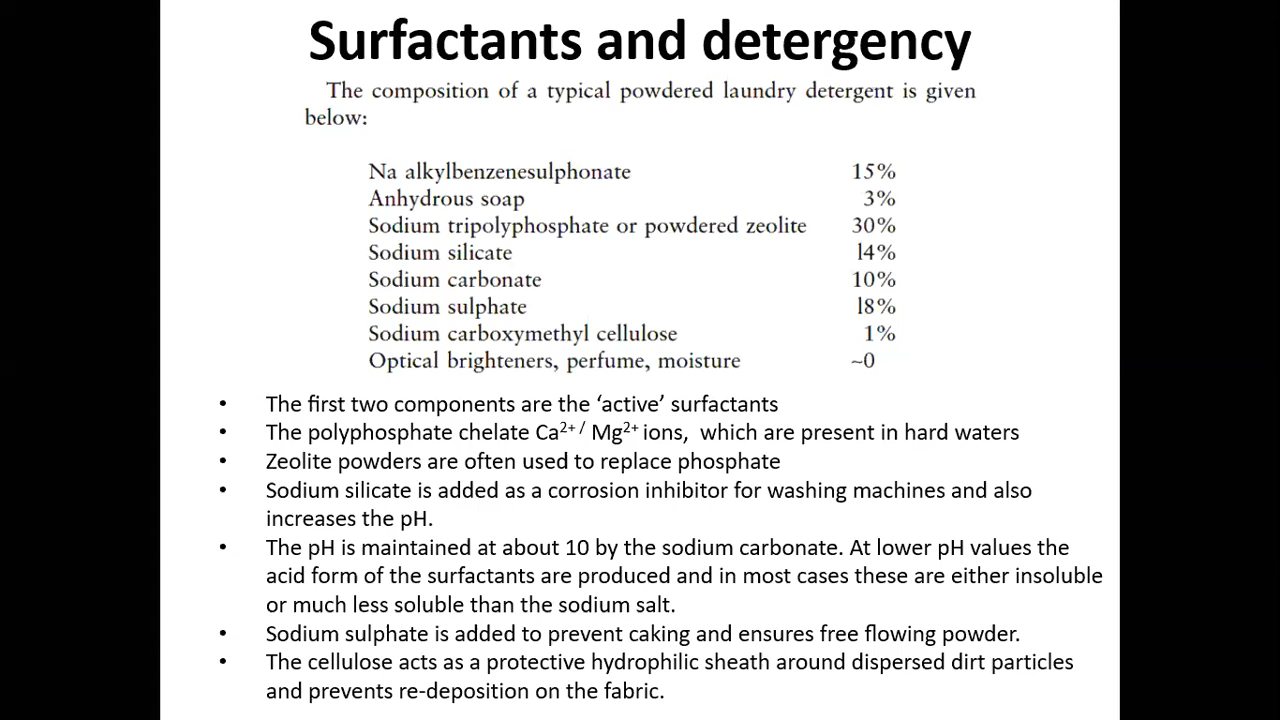 Surfactants and detergency
The composition of a typical powdered laundry detergent is given
below:
Na alkylbenzenesulphonate 15%
Anhydrous soap 3%
Sodium tripolyphosphate or powdered zeolite 30%
Sodium silicate 14%
Sodium carbonate 10%
Sodium sulphate 18%
Sodium carboxymethyl cellulose 1%
Optical brighteners, perfume, moisture ~0
• The first two components are the ‘active’ surfactants
• The polyphosphate chelate Ca²⁺ ᐟ Mg²⁺ ions, which are present in hard waters
• Zeolite powders are often used to replace phosphate
• Sodium silicate is added as a corrosion inhibitor for washing machines and also
increases the pH.
• The pH is maintained at about 10 by the sodium carbonate. At lower pH values the
acid form of the surfactants are produced and in most cases these are either insoluble
or much less soluble than the sodium salt.
• Sodium sulphate is added to prevent caking and ensures free flowing powder.
• The cellulose acts as a protective hydrophilic sheath around dispersed dirt particles
and prevents re-deposition on the fabric.